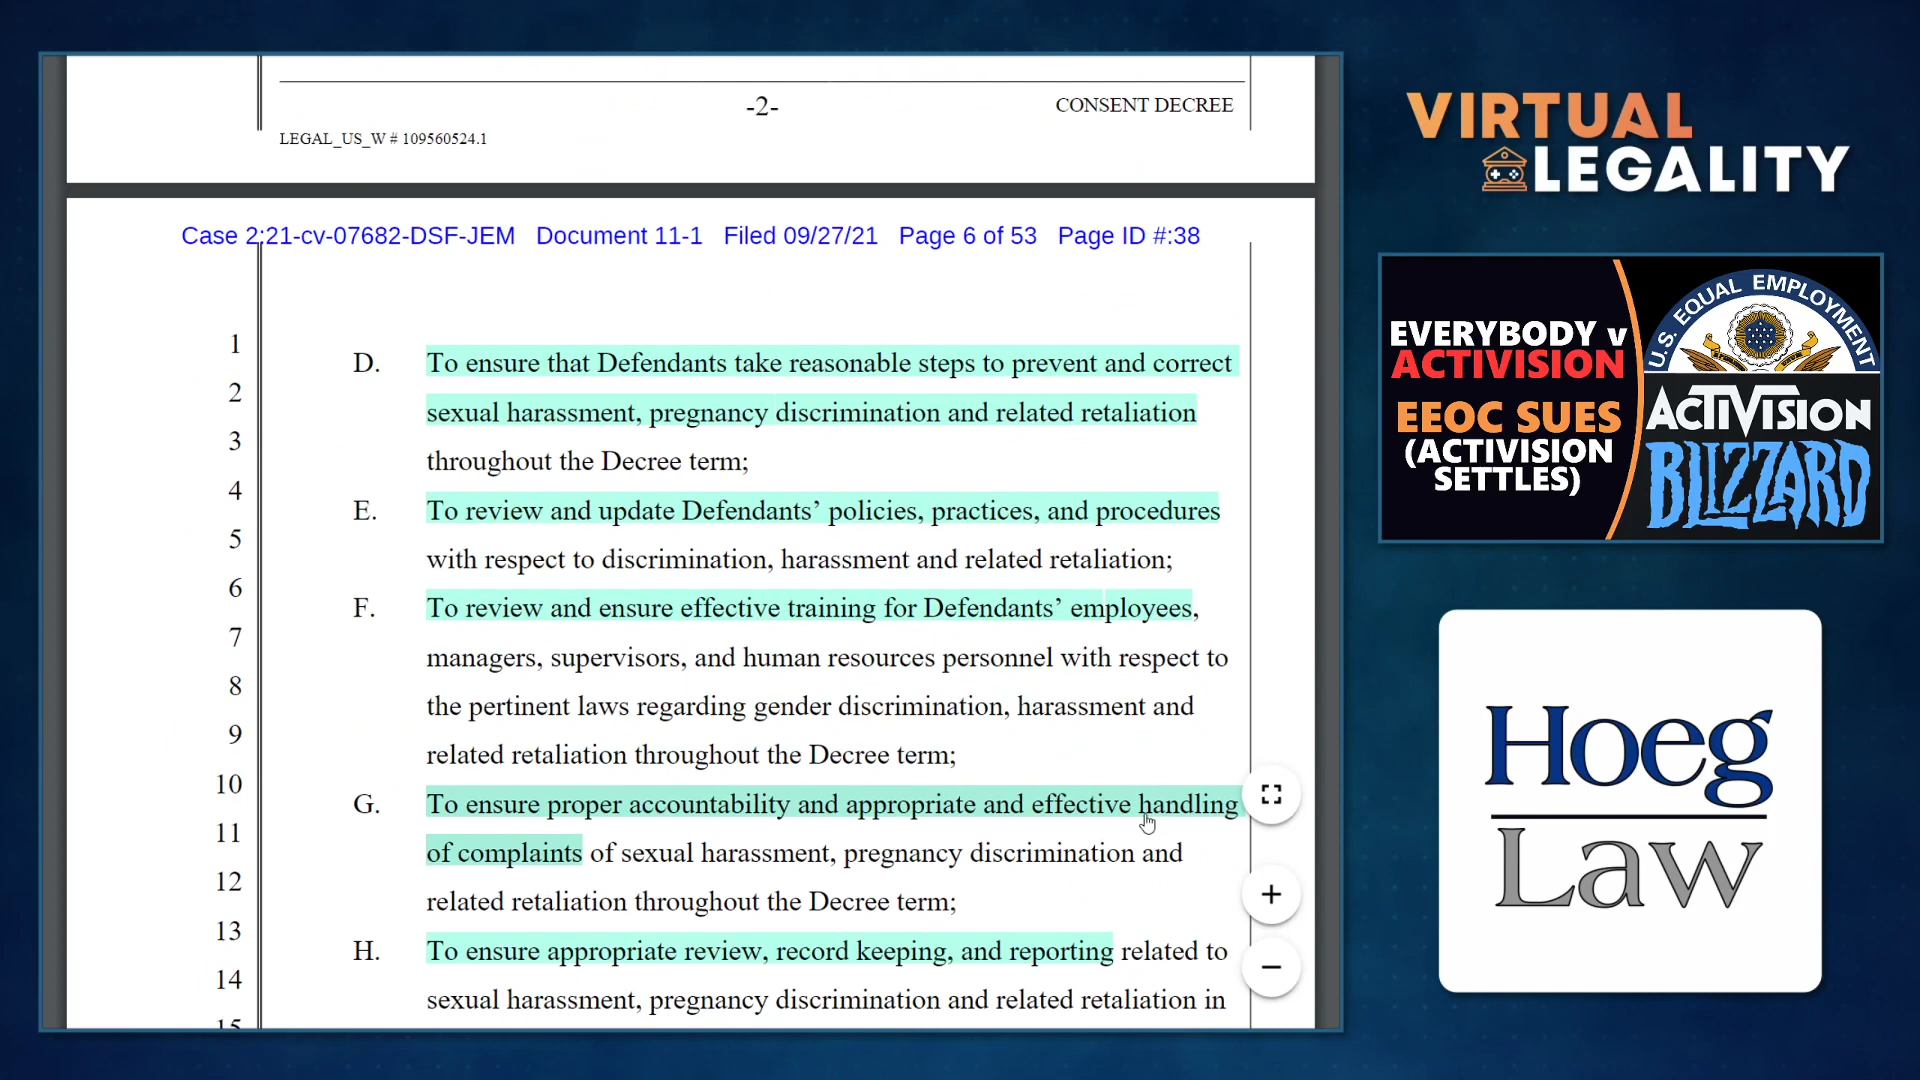 -2-
CONSENT DECREE
LEGAL_US_W # 109560524.1
Case 2:21-cv-07682-DSF-JEM Document 11-1 Filed 09/27/21 Page 6 of 53 Page ID #:38
1
D. To ensure that Defendants take reasonable steps to prevent and correct
2
sexual harassment, pregnancy discrimination and related retaliation
3
throughout the Decree term;
4
E. To review and update Defendants’ policies, practices, and procedures
5
with respect to discrimination, harassment and related retaliation;
6
F. To review and ensure effective training for Defendants’ employees,
7
managers, supervisors, and human resources personnel with respect to
8
the pertinent laws regarding gender discrimination, harassment and
9
related retaliation throughout the Decree term;
10
G. To ensure proper accountability and appropriate and effective handling
11
of complaints of sexual harassment, pregnancy discrimination and
12
related retaliation throughout the Decree term;
13
H. To ensure appropriate review, record keeping, and reporting related to
14
sexual harassment, pregnancy discrimination and related retaliation in
15
VIRTUAL
LEGALITY
EVERYBODY v
ACTIVISION
EEOC SUES
(ACTIVISION
SETTLES)
U.S. EQUAL EMPLOYMENT
ACTIVISION
BLIZZARD
Hoeg
Law